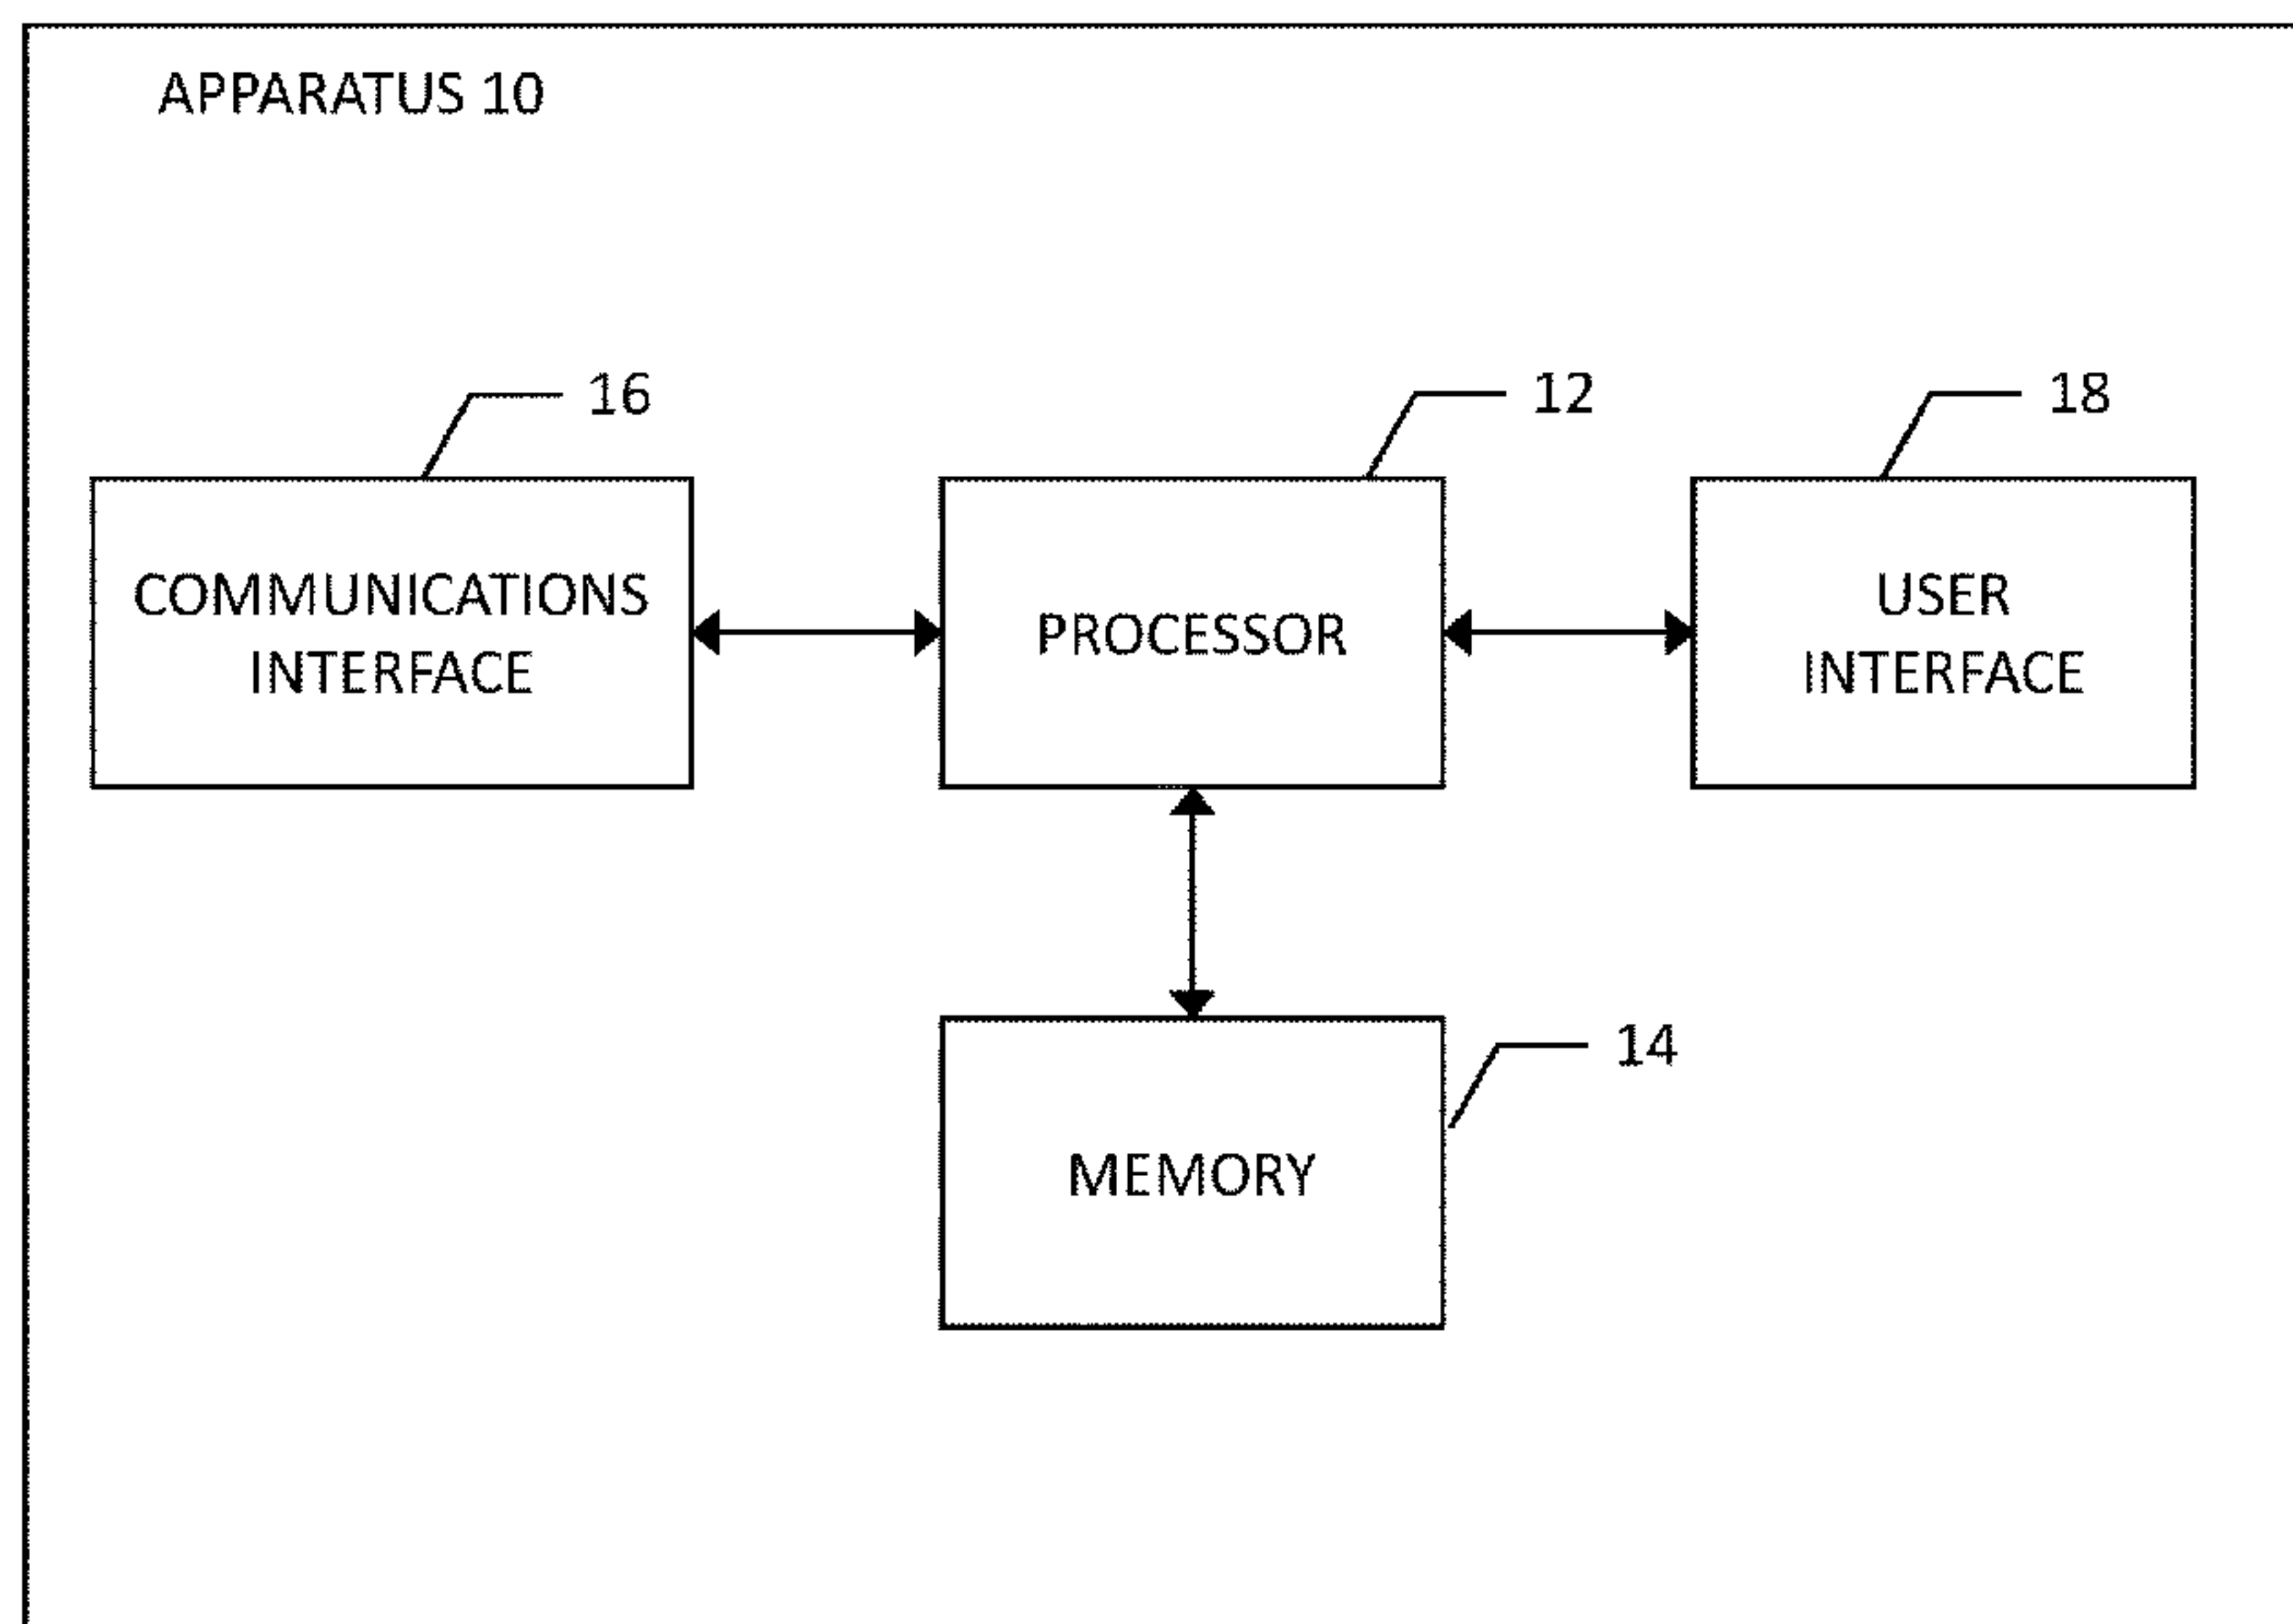 APPARATUS 10
16
12
18
COMMUNICATIONS
INTERFACE
PROCESSOR
USER
INTERFACE
14
MEMORY